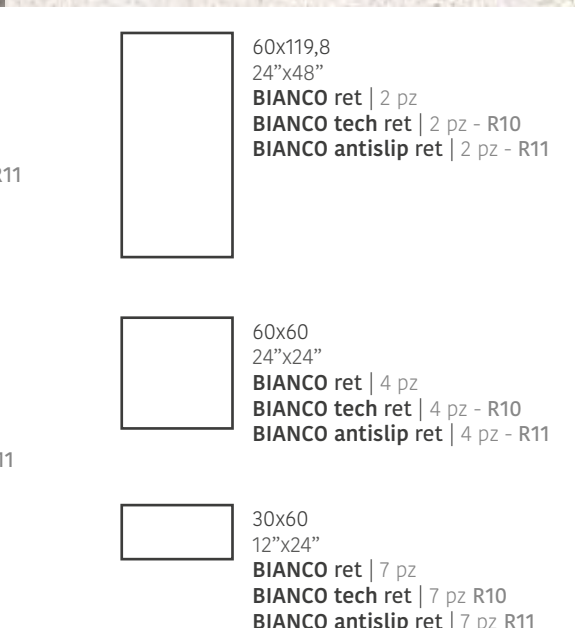 60x119,8
24”x48”
BIANCO ret | 2 pz
BIANCO tech ret | 2 pz - R10
BIANCO antislip ret | 2 pz - R11
R11
60x60
24”x24”
BIANCO ret | 4 pz
BIANCO tech ret | 4 pz - R10
BIANCO antislip ret | 4 pz - R11
11
30x60
12”x24”
BIANCO ret | 7 pz
BIANCO tech ret | 7 pz R10
BIANCO antislip ret | 7 pz R11